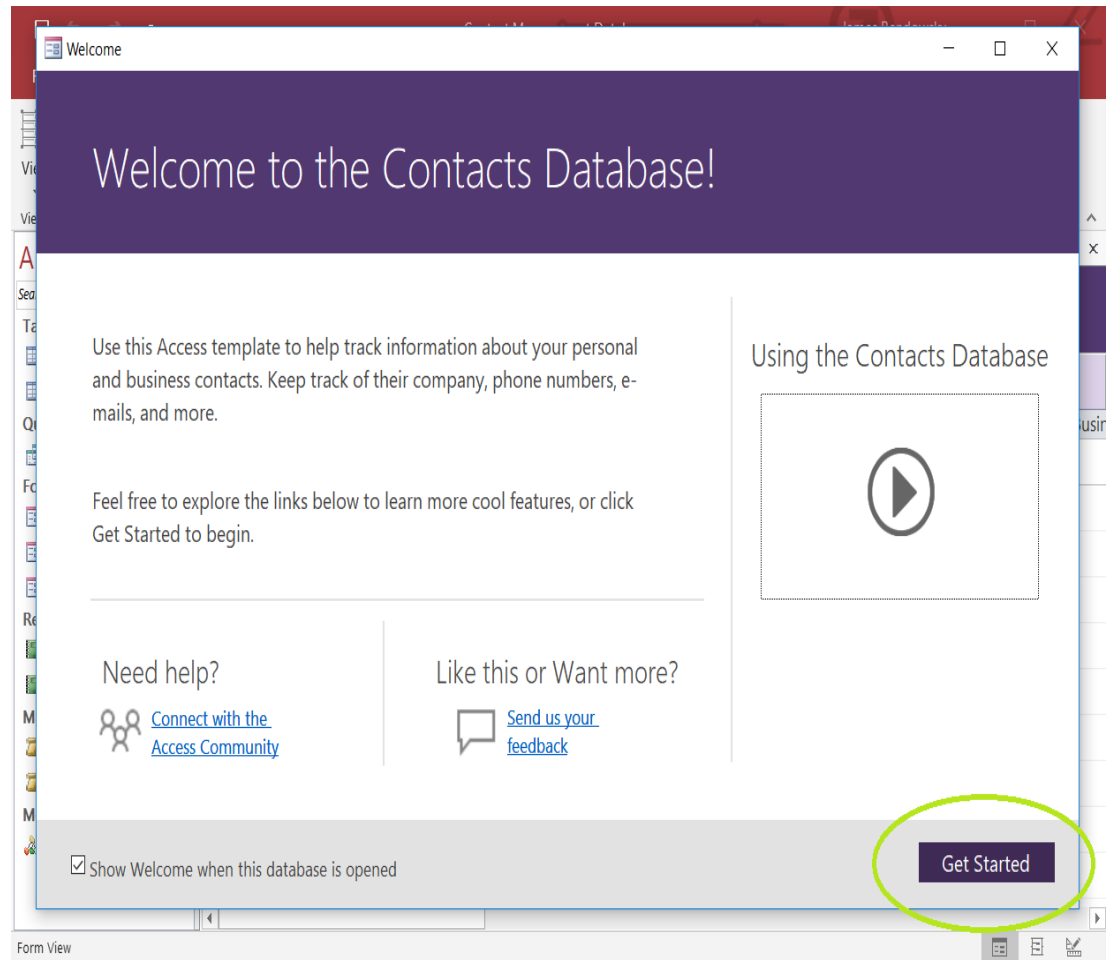 Welcome
Welcome to the Contacts Database!
Use this Access template to help track information about your personal
and business contacts. Keep track of their company, phone numbers, e-
mails, and more.
Feel free to explore the links below to learn more cool features, or click
Get Started to begin.
Using the Contacts Database
Need help?
Connect with the
Access Community
Like this or Want more?
Send us your
feedback
Show Welcome when this database is opened
Get Started
Form View